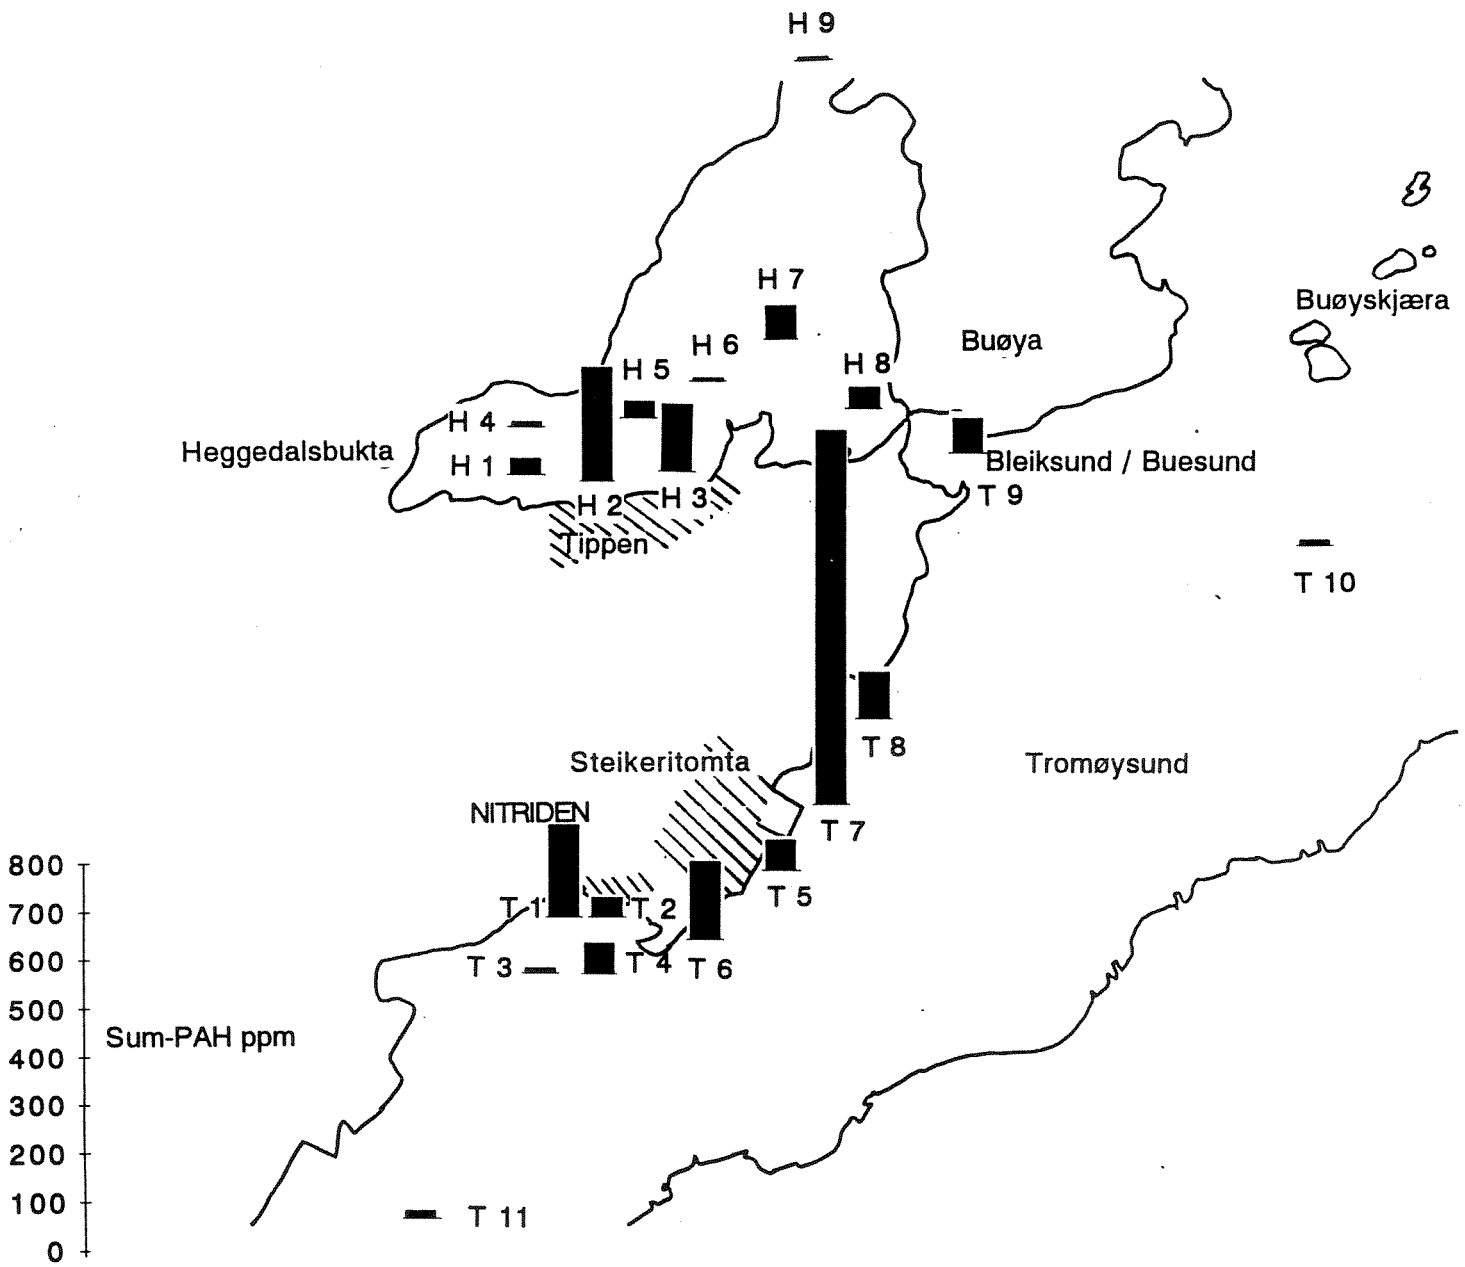 H 9
H 7
Buøyskjæra
Buøya
H 6
H 5
H 8
H 4
Heggedalsbukta
H 1
Bleiksund / Buesund
H 2
H 3
T 9
Tippen
T 10
T 8
Steikeritomta
Tromøysund
NITRIDEN
T 7
800
T 5
T 1
T 2
700
T 3
T 4
T 6
600
500
Sum-PAH ppm
400
300
200
100
T 11
0